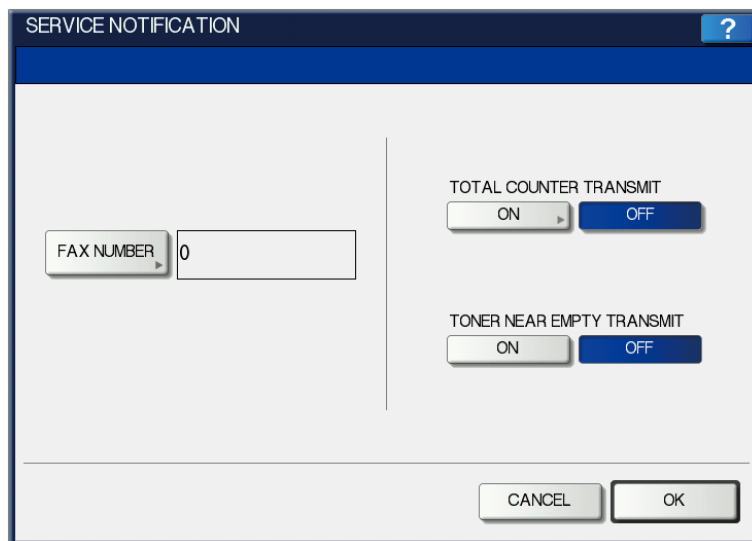 SERVICE NOTIFICATION
?
FAX NUMBER 0
TOTAL COUNTER TRANSMIT
ON OFF
TONER NEAR EMPTY TRANSMIT
ON OFF
CANCEL OK